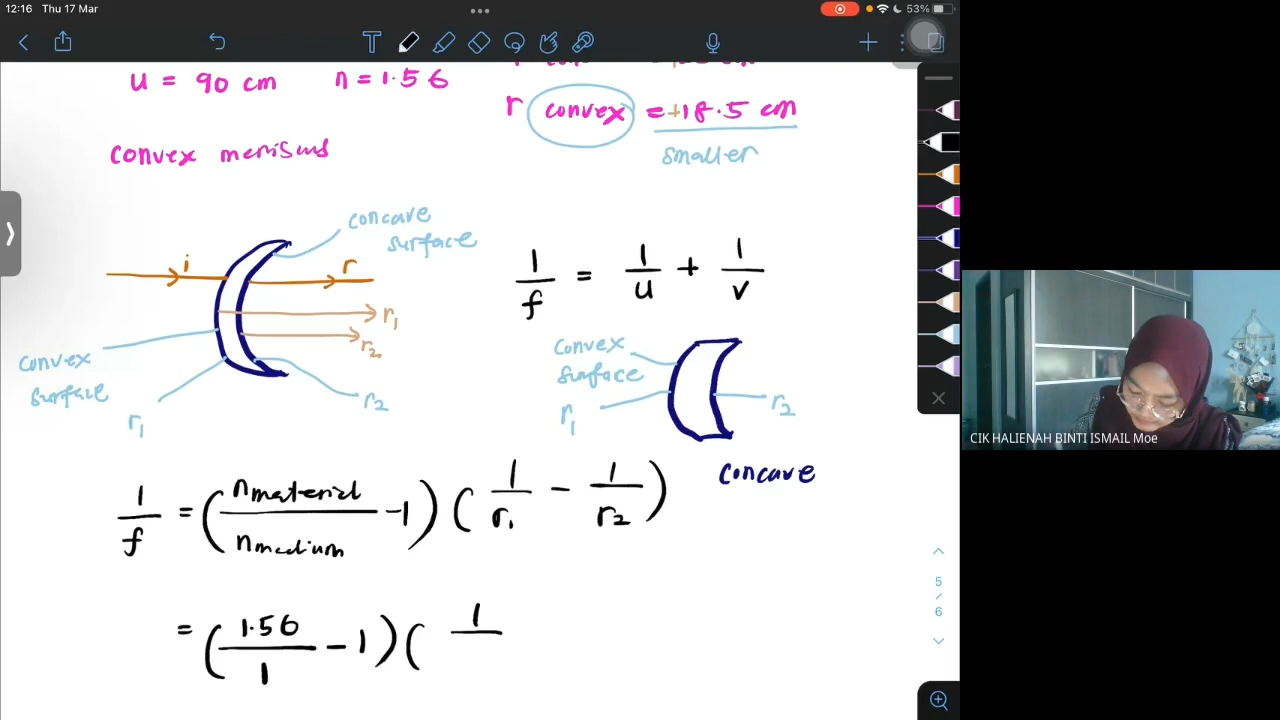 12:16 Thu 17 Mar
53%
u = 90 cm n = 1.56
r convex = +18.5 cm
smaller
convex meniscus
concave
surface
i r
r1
r2
convex
surface
r1
r2
1/f = 1/u + 1/v
convex
surface
r1
r2
concave
1/f = (nmaterial/nmedium - 1) (1/r1 - 1/r2)
= (1.56/1 - 1) ( 1/
5
/
6
CIK HALIENAH BINTI ISMAIL Moe